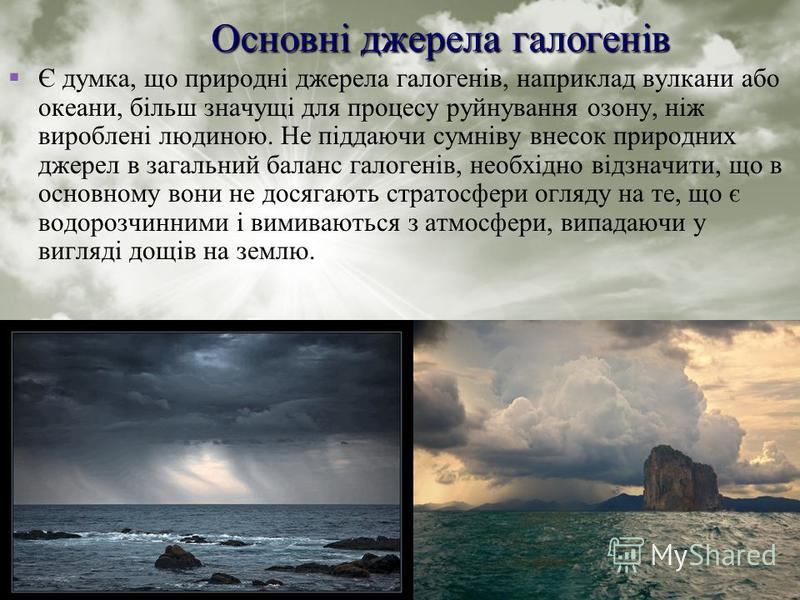 Основні джерела галогенів
Є думка, що природні джерела галогенів, наприклад вулкани або
океани, більш значущі для процесу руйнування озону, ніж
вироблені людиною. Не піддаючи сумніву внесок природних
джерел в загальний баланс галогенів, необхідно відзначити, що в
основному вони не досягають стратосфери огляду на те, що є
водорозчинними і вимиваються з атмосфери, випадаючи у
вигляді дощів на землю.
MyShared